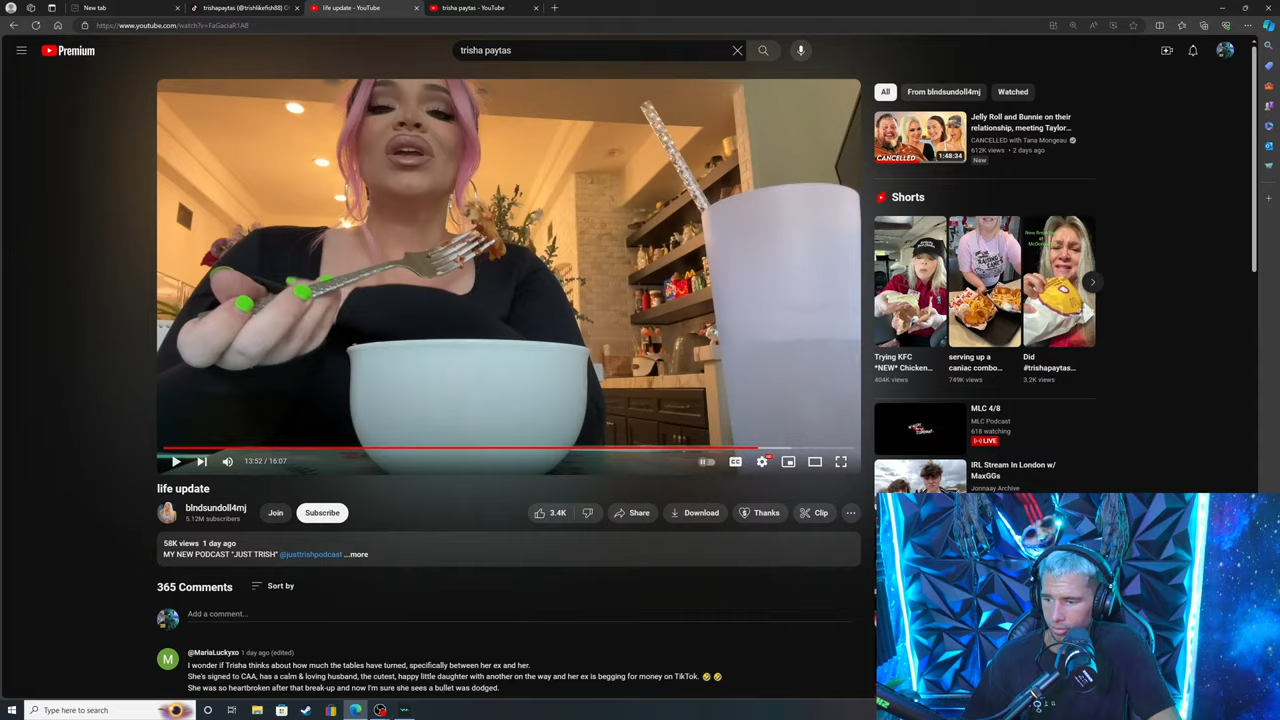 New tab
trishapaytas (@trishlikefish88)
life update - YouTube
trisha paytas - YouTube
https://www.youtube.com/watch?v=FaGaciaR1A8
Premium
trisha paytas
All
From blndsundoll4mj
Watched
Jelly Roll and Bunnie on their
relationship, meeting Taylor...
CANCELLED with Tana Mongeau
612K views • 2 days ago
New
CANCELLED
1:48:34
Shorts
Trying KFC
*NEW* Chicken...
404K views
serving up a
caniac combo...
749K views
Did
#trishapaytas...
3.2K views
MLC 4/8
MLC Podcast
618 watching
LIVE
IRL Stream In London w/
MaxGGs
Jonnaay Archive
13:52 / 16:07
CC
HD
life update
blndsundoll4mj
5.12M subscribers
Join
Subscribe
3.4K
Share
Download
Thanks
Clip
58K views 1 day ago
MY NEW PODCAST "JUST TRISH" @justtrishpodcast ...more
365 Comments
Sort by
Add a comment...
M
@MariaLuckyxo 1 day ago (edited)
I wonder if Trisha thinks about how much the tables have turned, specifically between her ex and her.
She's signed to CAA, has a calm & loving husband, the cutest, happy little daughter with another on the way and her ex is begging for money on TikTok. 🤣 🤣
She was so heartbroken after that break-up and now I'm sure she sees a bullet was dodged.
Type here to search